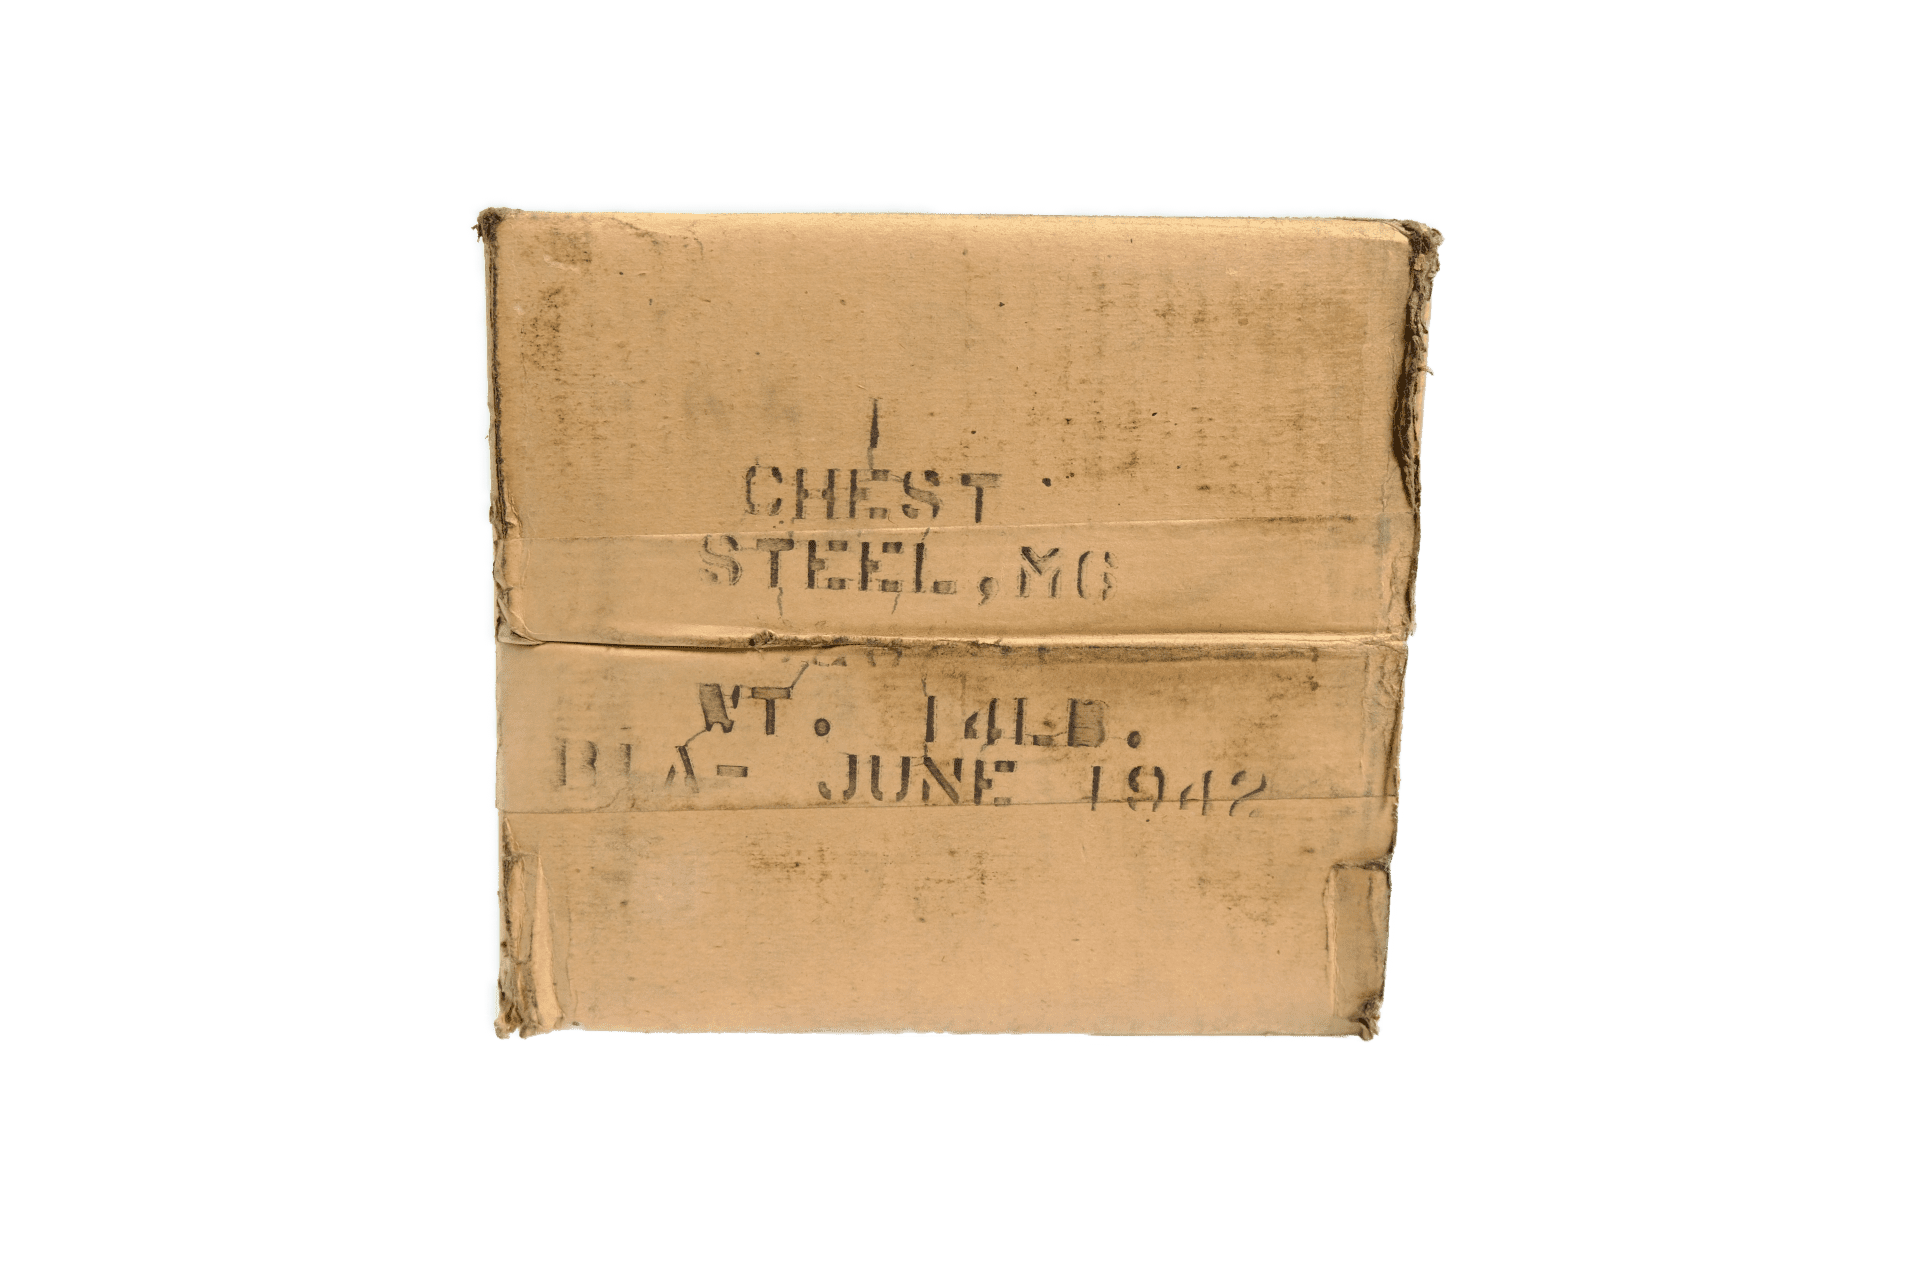 1
CHEST
STEEL, MG
WT. 14LB.
BLA- JUNE 1942